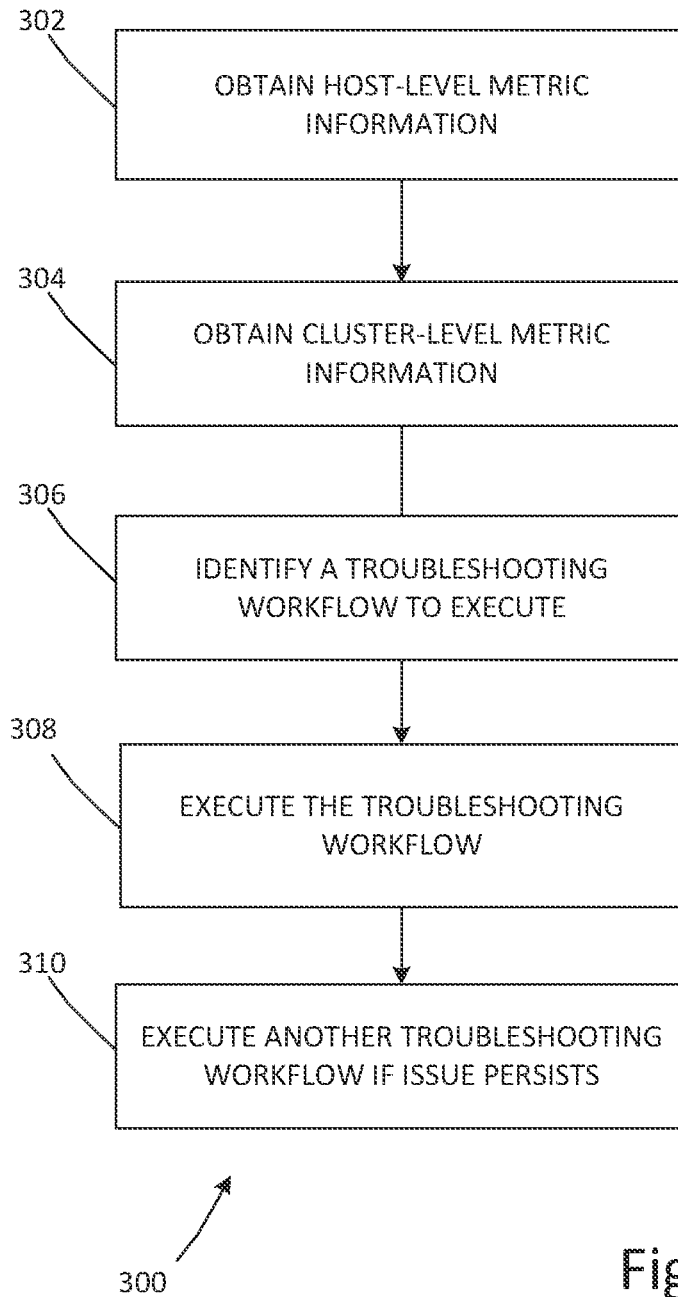 302
OBTAIN HOST-LEVEL METRIC
INFORMATION
304
OBTAIN CLUSTER-LEVEL METRIC
INFORMATION
306
IDENTIFY A TROUBLESHOOTING
WORKFLOW TO EXECUTE
308
EXECUTE THE TROUBLESHOOTING
WORKFLOW
310
EXECUTE ANOTHER TROUBLESHOOTING
WORKFLOW IF ISSUE PERSISTS
300
Fig